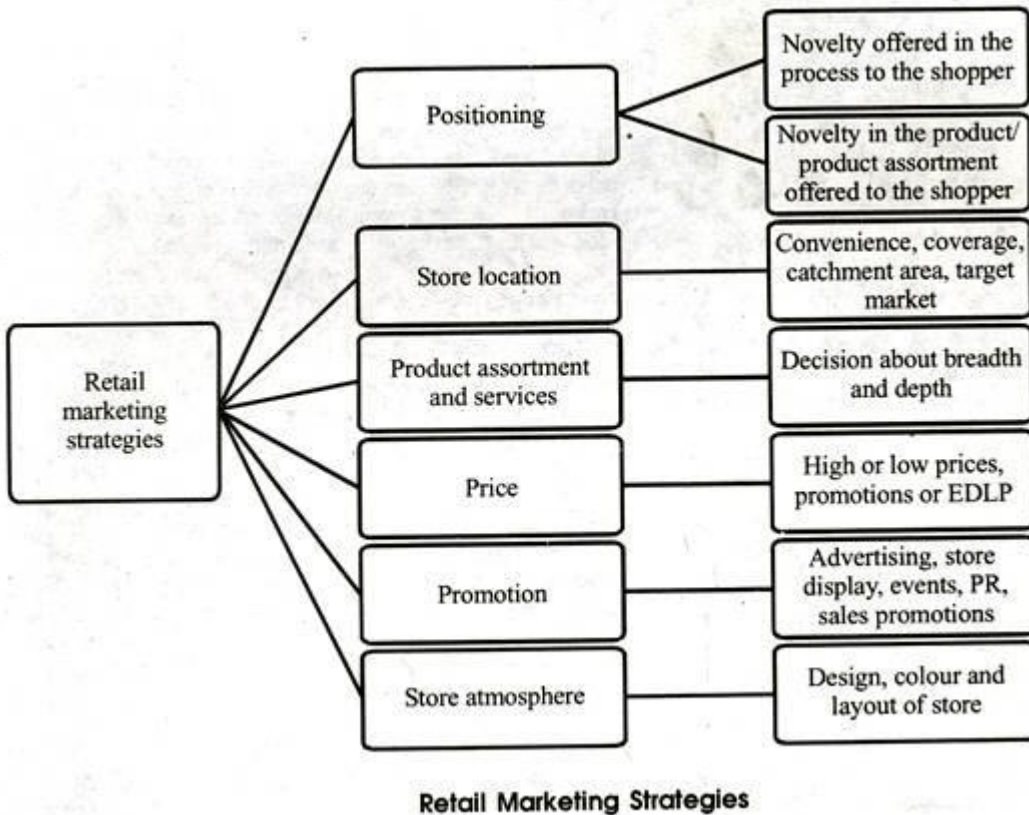 Novelty offered in the
process to the shopper
Positioning
Novelty in the product/
product assortment
offered to the shopper
Store location
Convenience, coverage,
catchment area, target
market
Retail
marketing
strategies
Product assortment
and services
Decision about breadth
and depth
Price
High or low prices,
promotions or EDLP
Promotion
Advertising, store
display, events, PR,
sales promotions
Store atmosphere
Design, colour and
layout of store
Retail Marketing Strategies